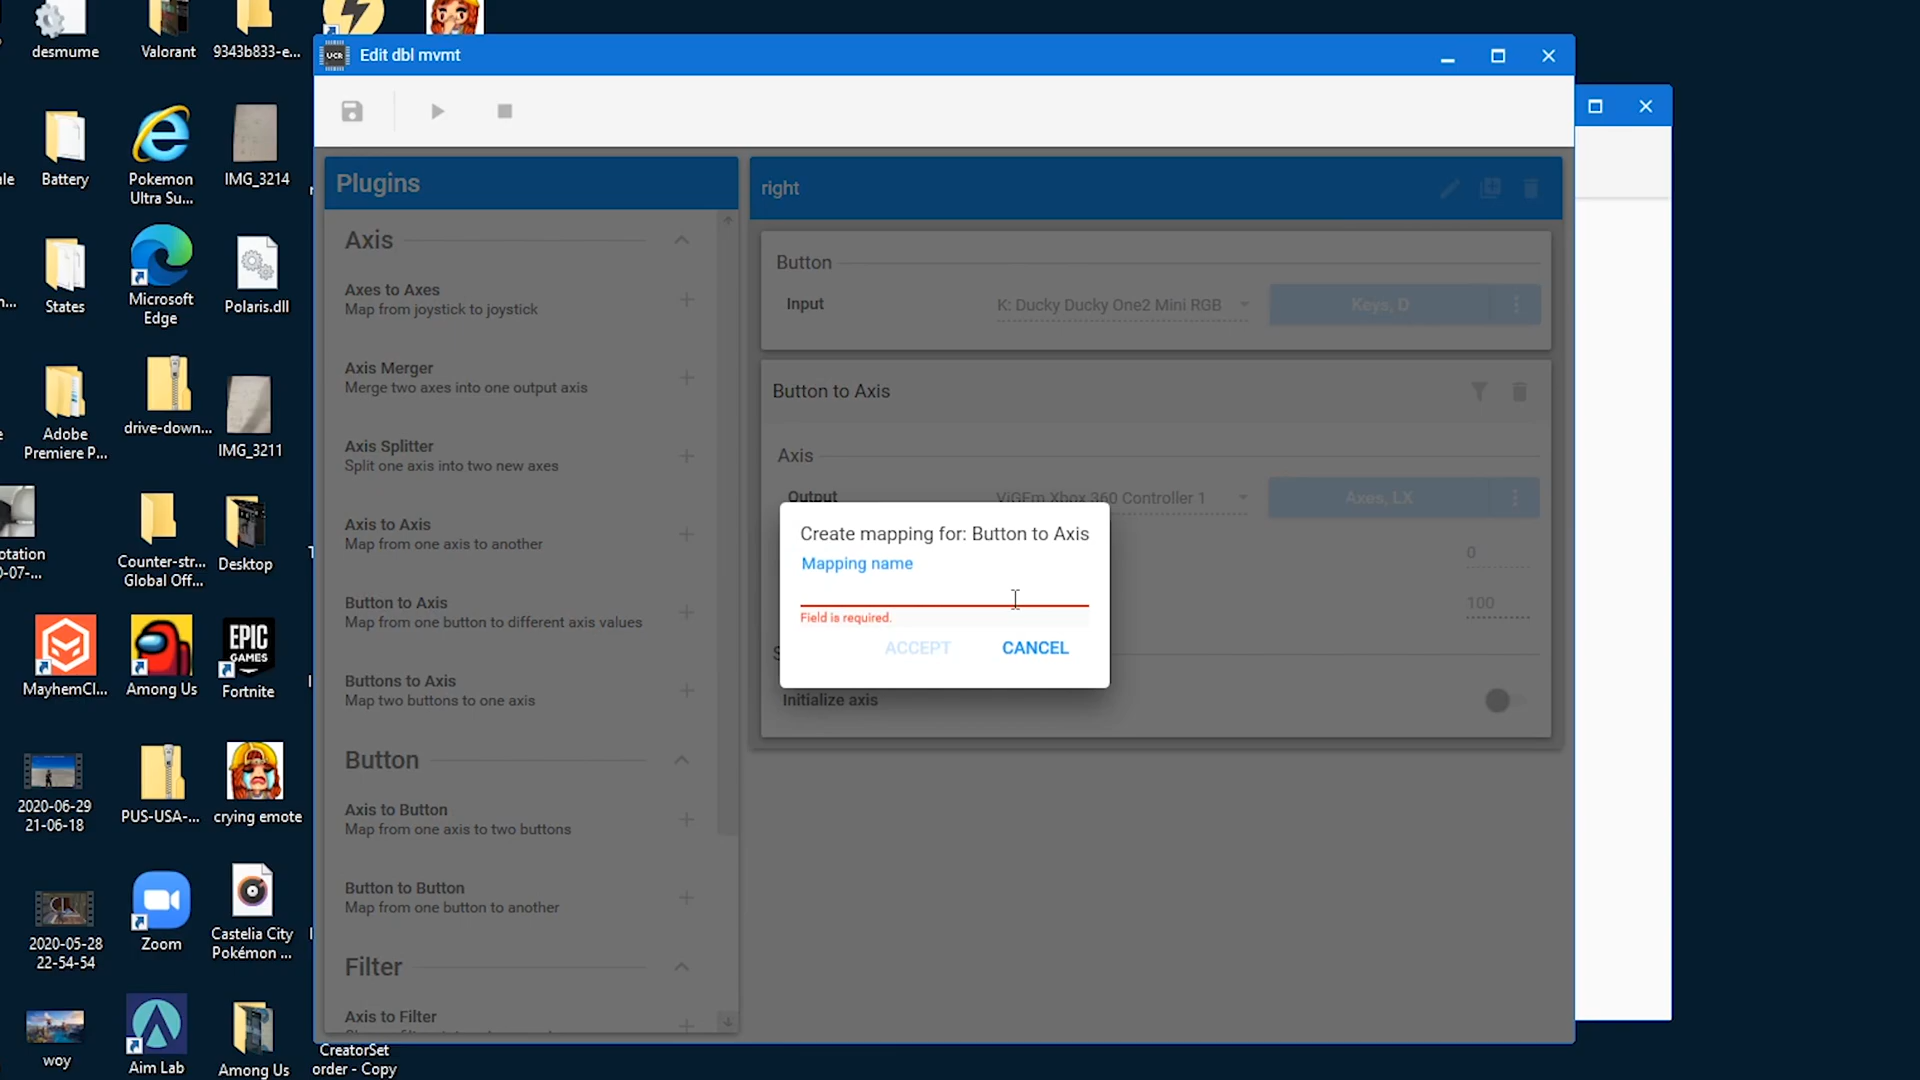 desmume
Valorant
9343b833-e...
UCR
Edit dbl mvmt
Battery
Pokemon
Ultra Su...
IMG_3214
States
Microsoft
Edge
Polaris.dll
Adobe
Premiere P...
drive-down...
IMG_3211
Counter-str...
Global Off...
Desktop
MayhemCl...
Among Us
EPIC
GAMES
Fortnite
2020-06-29
21-06-18
PUS-USA-...
crying emote
2020-05-28
22-54-54
Zoom
Castelia City
Pokémon ...
woy
Aim Lab
Among Us
CreatorSet
order - Copy
Plugins
Axis
Axes to Axes
Map from joystick to joystick
Axis Merger
Merge two axes into one output axis
Axis Splitter
Split one axis into two new axes
Axis to Axis
Map from one axis to another
Button to Axis
Map from one button to different axis values
Buttons to Axis
Map two buttons to one axis
Button
Axis to Button
Map from one axis to two buttons
Button to Button
Map from one button to another
Filter
Axis to Filter
right
Button
Input
K: Ducky Ducky One2 Mini RGB
Keys, D
Button to Axis
Axis
Output
ViGEm Xbox 360 Controller 1
Axes, LX
0
100
Initialize axis
Create mapping for: Button to Axis
Mapping name
Field is required.
ACCEPT
CANCEL